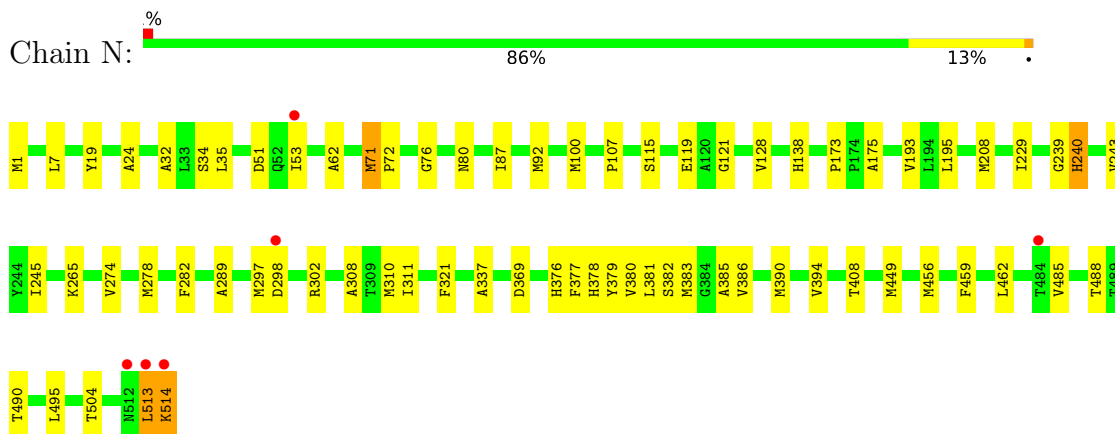 .%
Chain N:
86% 13% •
M1 L7 Y19 A24 A32 L33 S34 L35 D51 Q52 I53 A62 M71 P72 G76 N80 I87 M92 M100 P107 S115 E119 A120 G121 V128 H138 P173 P174 A175 V193 L194 L195 M208 I229 G239 H240
Y244 I245 K265 V274 M278 F282 A289 M297 D298 R302 A308 T309 M310 I311 F321 A337 D369 H376 F377 H378 Y379 V380 L381 S382 M383 G384 A385 V386 M390 V394 T408 M449 M456 F459 L462 T484 V485 T488 T489
T490 L495 T504 N512 L513 K514